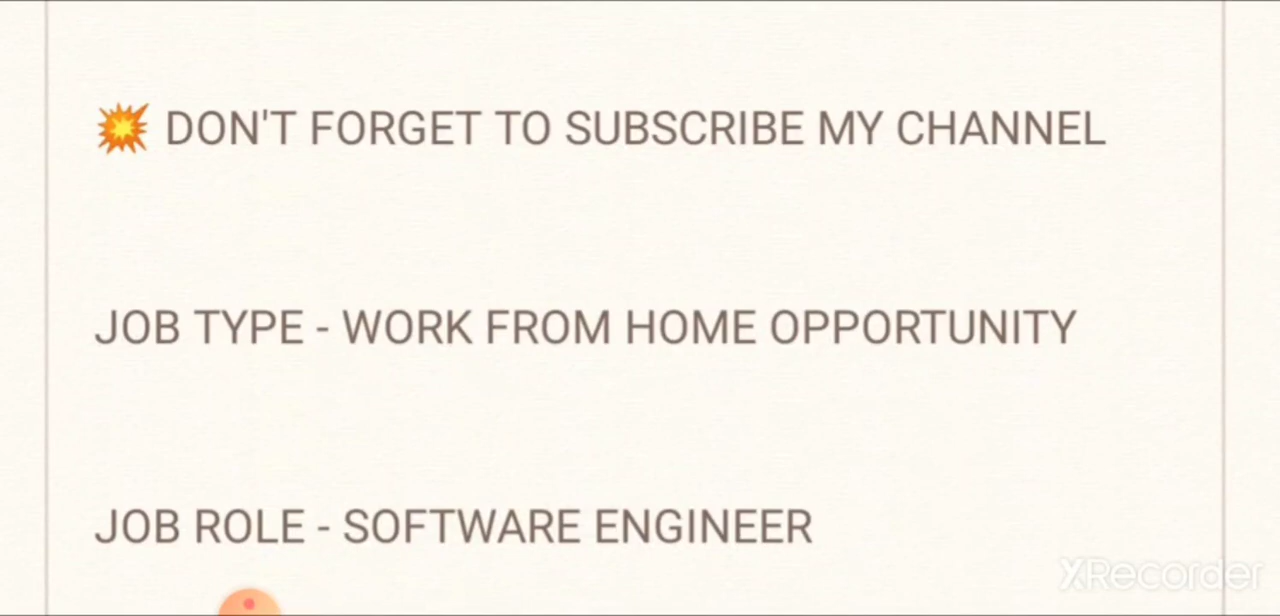 💥 DON'T FORGET TO SUBSCRIBE MY CHANNEL
JOB TYPE - WORK FROM HOME OPPORTUNITY
JOB ROLE - SOFTWARE ENGINEER
XRecorder